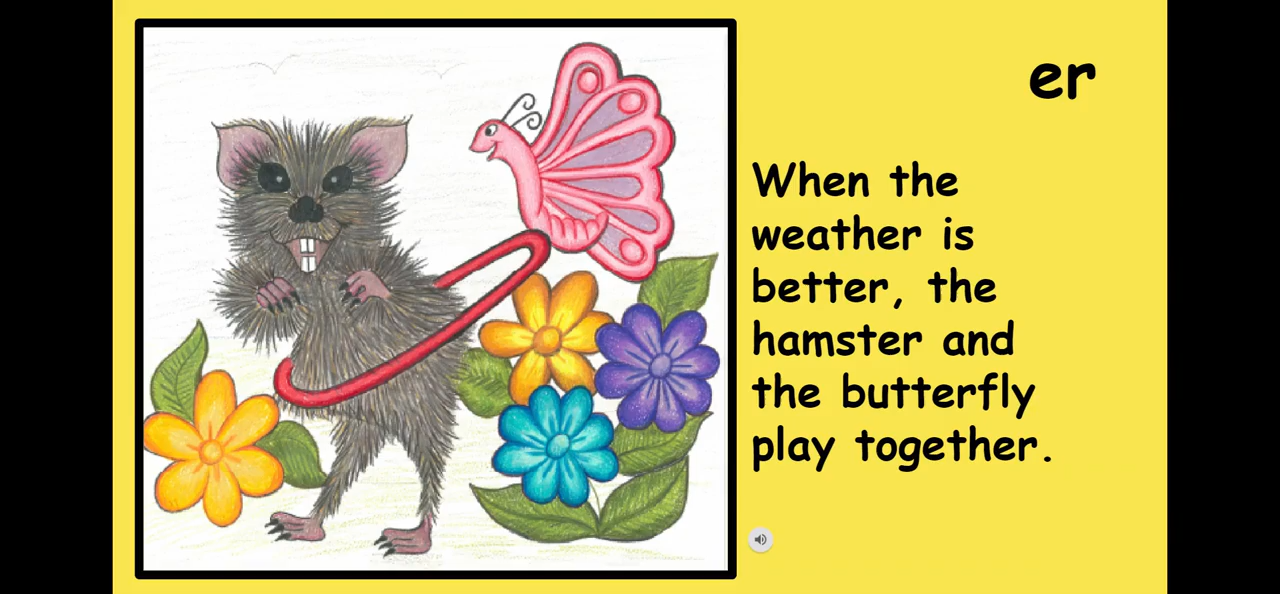 er
When the
weather is
better, the
hamster and
the butterfly
play together.